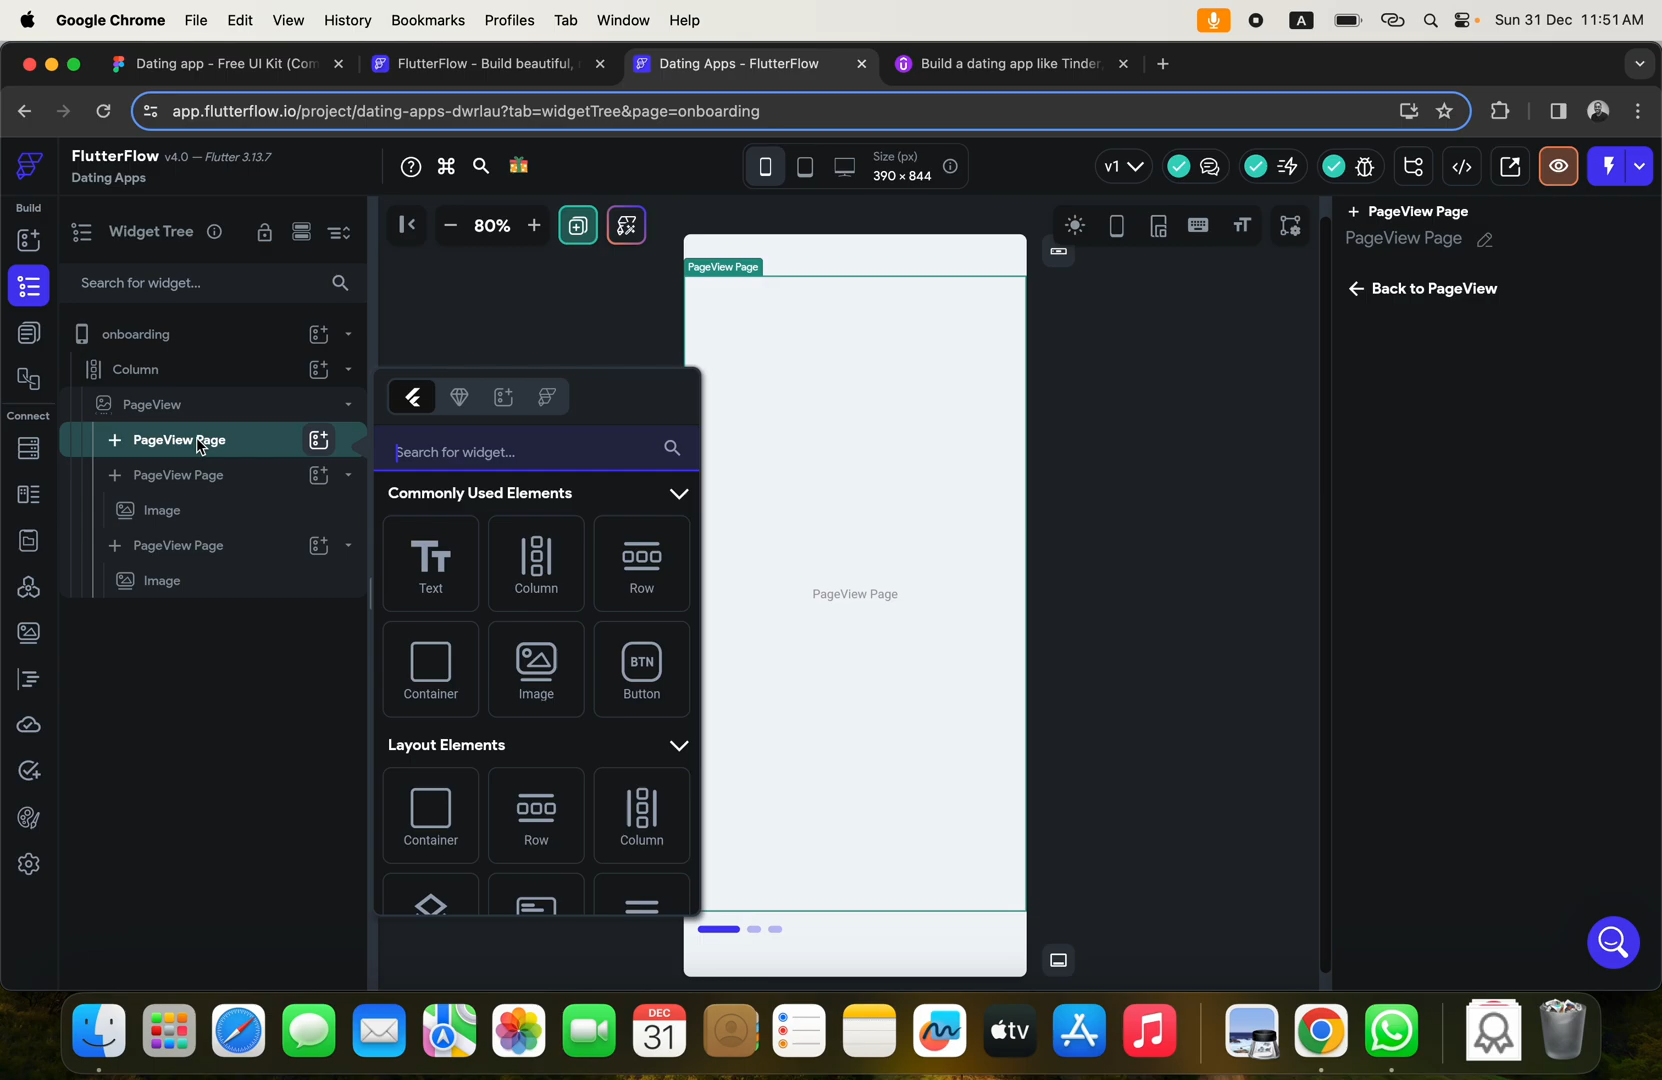 Google Chrome File Edit View History Bookmarks Profiles Tab Window Help A Sun 31 Dec 11:51 AM
Dating app - Free UI Kit (Com FlutterFlow - Build beautiful, Dating Apps - FlutterFlow Build a dating app like Tinder,
app.flutterflow.io/project/dating-apps-dwrlau?tab=widgetTree&page=onboarding
FlutterFlow v4.0 – Flutter 3.13.7
Dating Apps
Size (px)
390 × 844
v1
Build
Widget Tree
80%
Search for widget...
onboarding
Column
PageView
PageView Page
PageView Page
Image
PageView Page
Image
Connect
Search for widget...
Commonly Used Elements
Text Column Row
BTN
Container Image Button
Layout Elements
Container Row Column
PageView Page
PageView Page
+ PageView Page
PageView Page
Back to PageView
DEC
31
tv